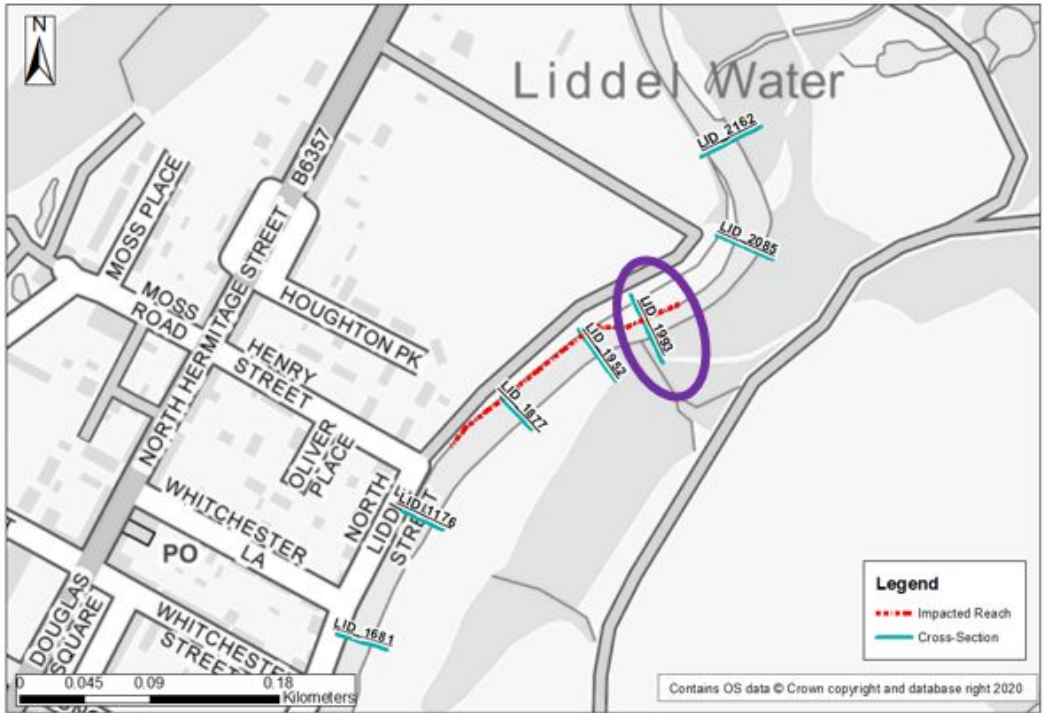 N
Liddel Water
LID_2162
B6357
MOSS PLACE
LID_2085
NORTH HERMITAGE STREET
MOSS
ROAD
HOUGHTON PK
LID_1993
LID_1952
HENRY
STREET
LID_1877
OLIVER
PLACE
NORTH
LIDDEL
STREET
WHITCHESTER
LA
PO
LID_1681
DOUGLAS
SQUARE
WHITCHESTER
STREET
Legend
Impacted Reach
Cross-Section
0 0.045 0.09 0.18
Kilometers
Contains OS data © Crown copyright and database right 2020